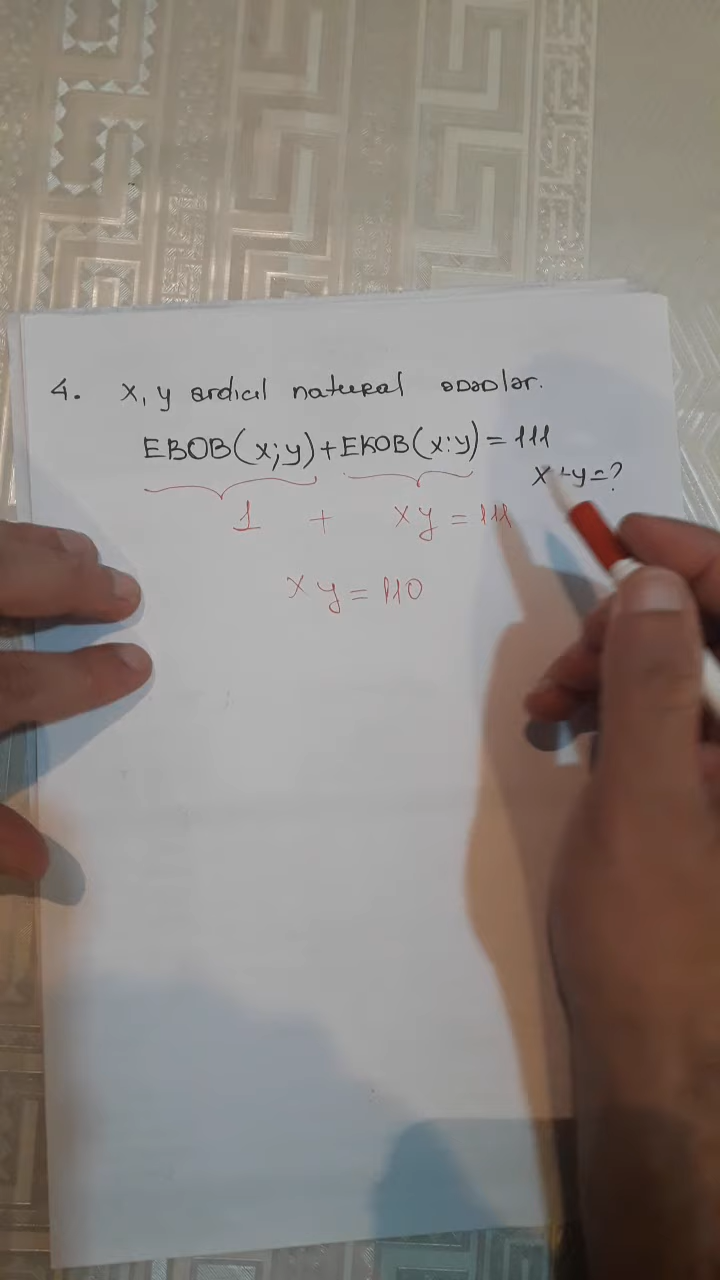 4. x, y ardıcıl natural ədədlər.
EBOB(x;y)+EKOB(x:y)=111
x+y=?
1 + xy=111
xy=110